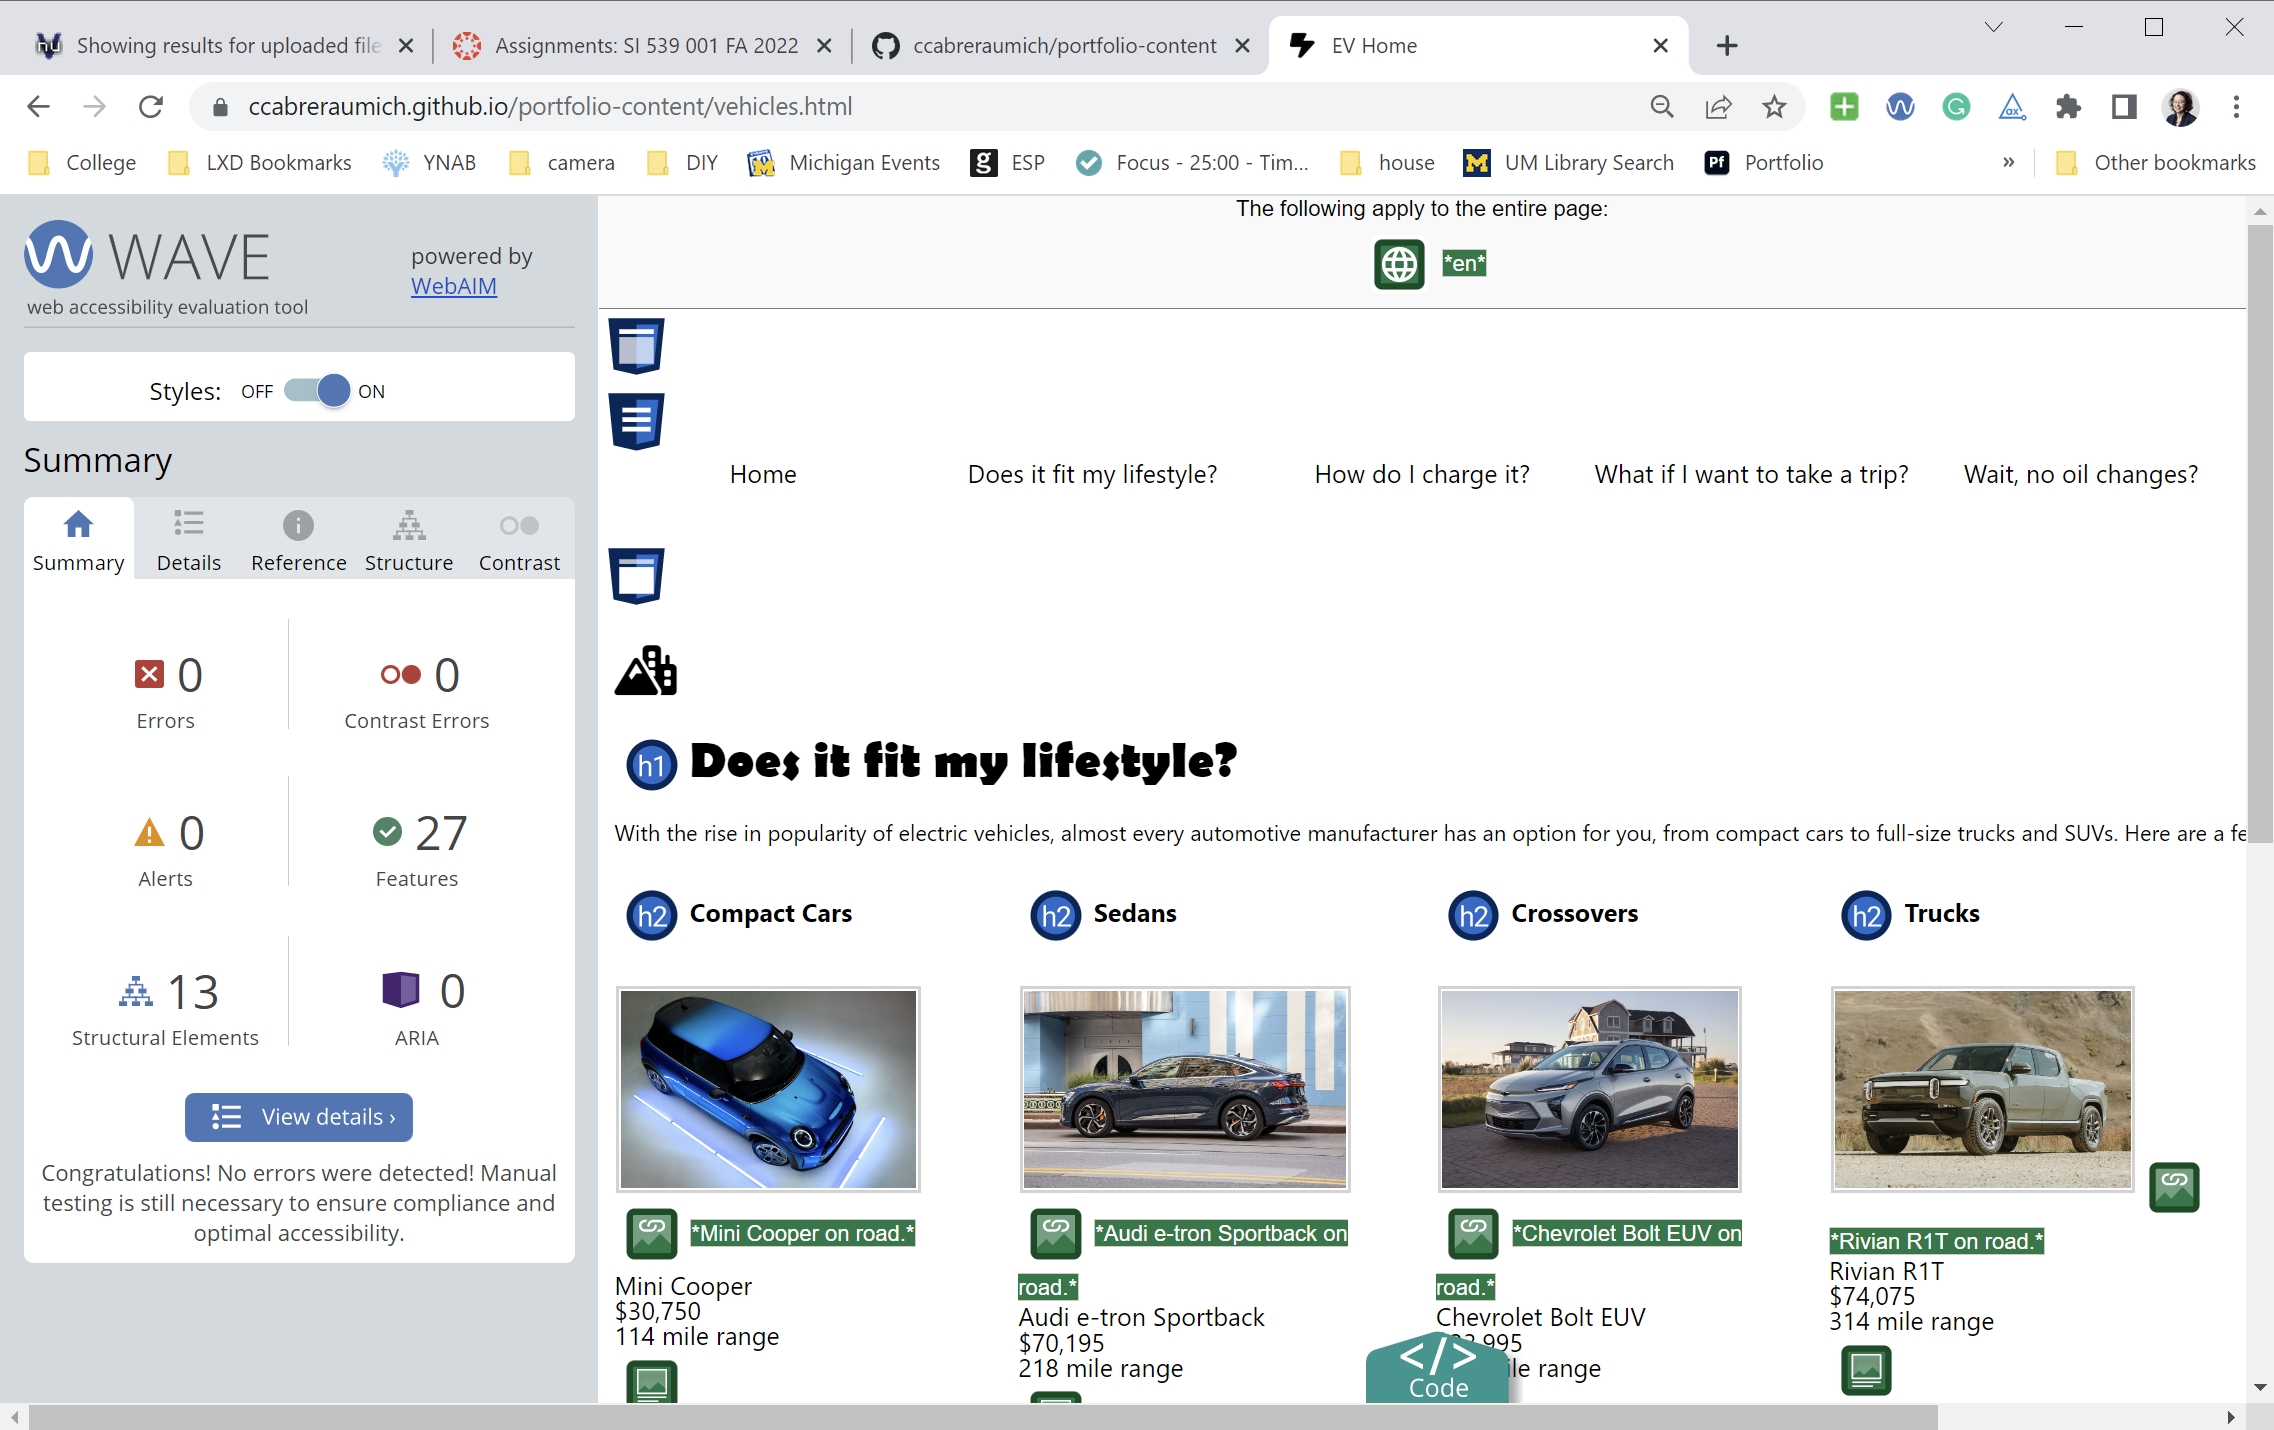 Showing results for uploaded file
Assignments: SI 539 001 FA 2022
ccabreraumich/portfolio-content
EV Home
ccabreraumich.github.io/portfolio-content/vehicles.html
College
LXD Bookmarks
YNAB
camera
DIY
Michigan Events
ESP
Focus - 25:00 - Tim...
house
UM Library Search
Pf Portfolio
Other bookmarks
WAVE
web accessibility evaluation tool
powered by
WebAIM
Styles: OFF ON
Summary
Summary
Details
Reference
Structure
Contrast
0
Errors
0
Contrast Errors
0
Alerts
27
Features
13
Structural Elements
0
ARIA
View details ›
Congratulations! No errors were detected! Manual
testing is still necessary to ensure compliance and
optimal accessibility.
The following apply to the entire page:
*en*
Home
Does it fit my lifestyle?
How do I charge it?
What if I want to take a trip?
Wait, no oil changes?
h1 Does it fit my lifestyle?
With the rise in popularity of electric vehicles, almost every automotive manufacturer has an option for you, from compact cars to full-size trucks and SUVs. Here are a fe
h2 Compact Cars
*Mini Cooper on road.*
Mini Cooper
$30,750
114 mile range
h2 Sedans
*Audi e-tron Sportback on
road.*
Audi e-tron Sportback
$70,195
218 mile range
h2 Crossovers
*Chevrolet Bolt EUV on
road.*
Chevrolet Bolt EUV
995
range
h2 Trucks
*Rivian R1T on road.*
Rivian R1T
$74,075
314 mile range
</>
Code